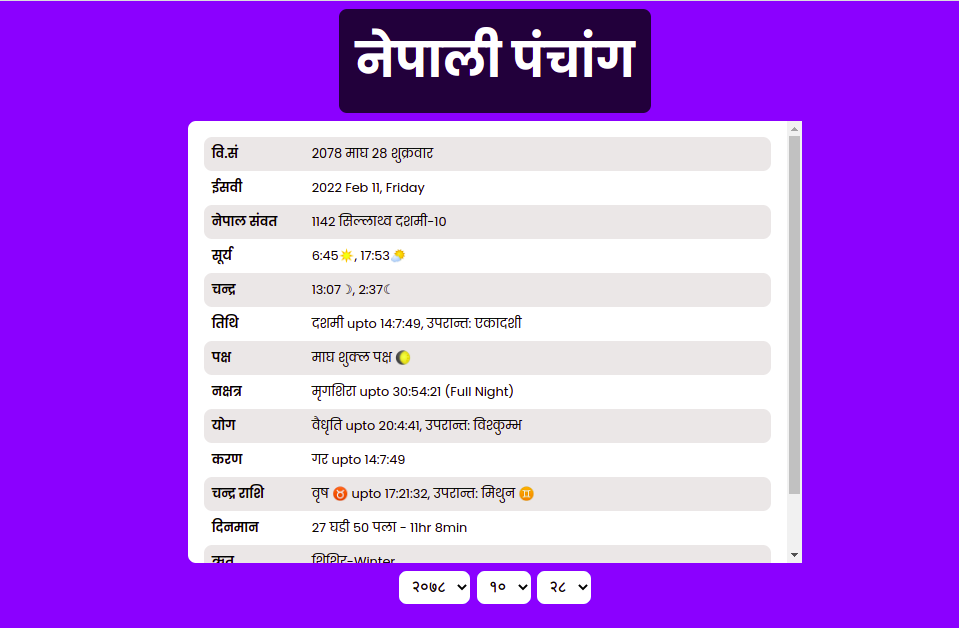 नेपाली पंचांग
वि.सं 2078 माघ 28 शुक्रवार
ईसवी 2022 Feb 11, Friday
नेपाल संवत 1142 सिल्लाथ्व दशमी-10
सूर्य 6:45☀️, 17:53🌥️
चन्द्र 13:07☽, 2:37☾
तिथि दशमी upto 14:7:49, उपरान्त: एकादशी
पक्ष माघ शुक्ल पक्ष 🌔
नक्षत्र मृगशिरा upto 30:54:21 (Full Night)
योग वैधृति upto 20:4:41, उपरान्त: विश्कुम्भ
करण गर upto 14:7:49
चन्द्र राशि वृष ♉ upto 17:21:32, उपरान्त: मिथुन ♊
दिनमान 27 घडी 50 पला - 11hr 8min
ऋतु शिशिर-Winter
२०७८ १० २८